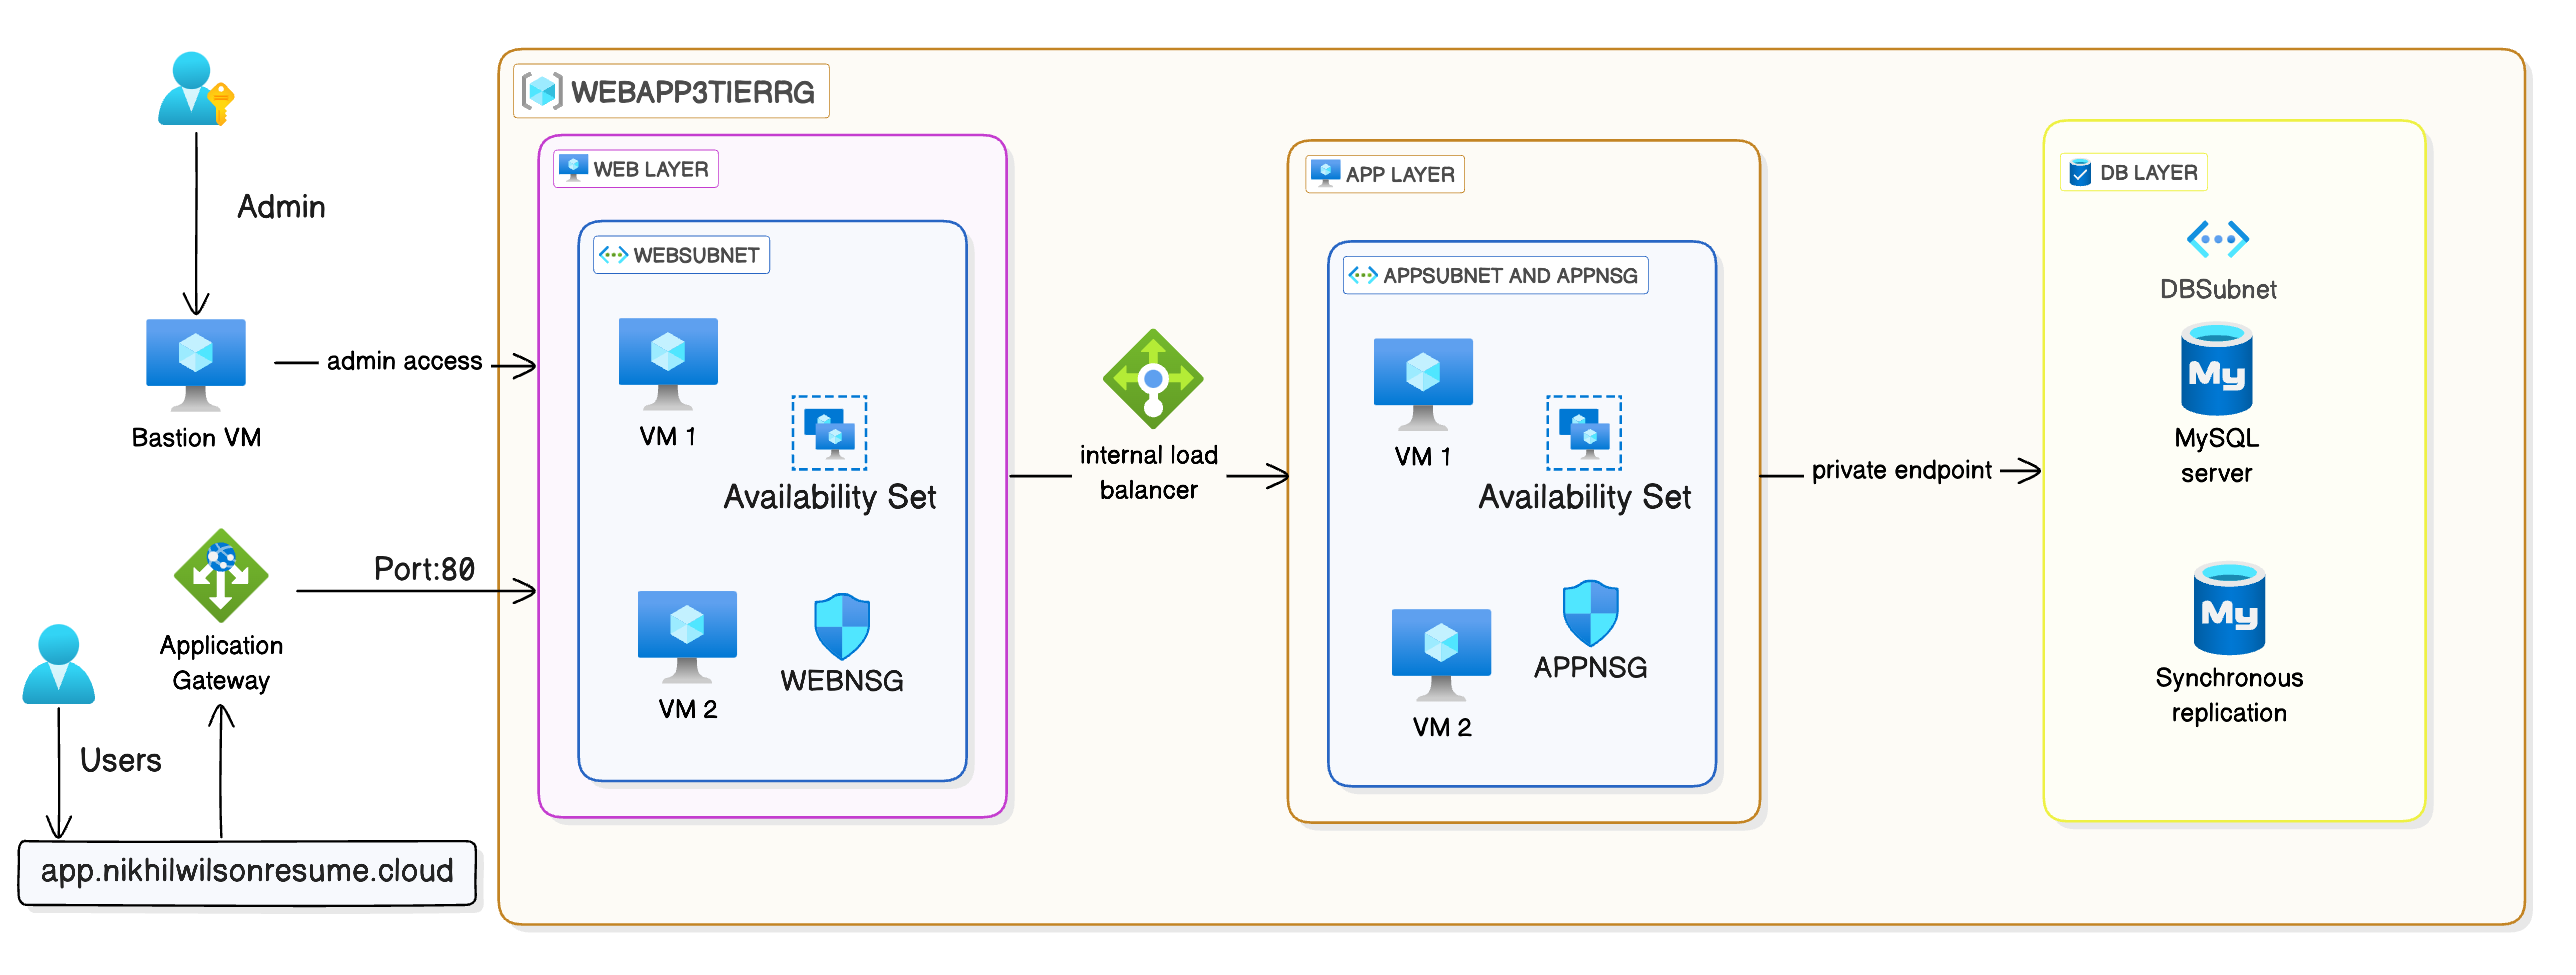 WEBAPP3TIERRG
Admin
Bastion VM
admin access
Application
Gateway
Port:80
Users
app.nikhilwilsonresume.cloud
WEB LAYER
WEBSUBNET
VM 1
Availability Set
VM 2
WEBNSG
internal load
balancer
APP LAYER
APPSUBNET AND APPNSG
VM 1
Availability Set
VM 2
APPNSG
private endpoint
DB LAYER
DBSubnet
My
MySQL
server
My
Synchronous
replication